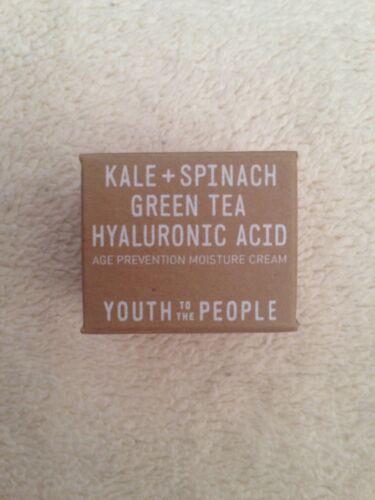 KALE + SPINACH
GREEN TEA
HYALURONIC ACID
AGE PREVENTION MOISTURE CREAM
YOUTH TO THE PEOPLE